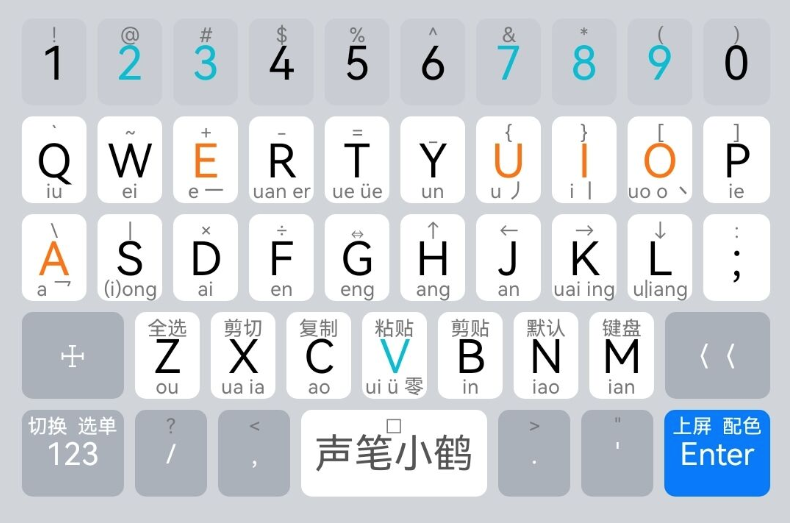 ! @ # $ % ^ & * ( )
1 2 3 4 5 6 7 8 9 0
` ~ + - = _ { } [ ]
Q W E R T Y U I O P
iu ei e 一 uan er ue üe un u 丿 i 丨 uo o 丶 ie
\ | × ÷ ⇔ ↑ ← → ↓ :
A S D F G H J K L ;
a 乛 (i)ong ai en eng ang an uai ing u|iang
全选 剪切 复制 粘贴 剪贴 默认 键盘
Z X C V B N M 〈〈
ou ua ia ao ui ü 零 in iao ian
切换 选单 ? < □ > " 上屏 配色
123 / , 声笔小鹤 . ' Enter